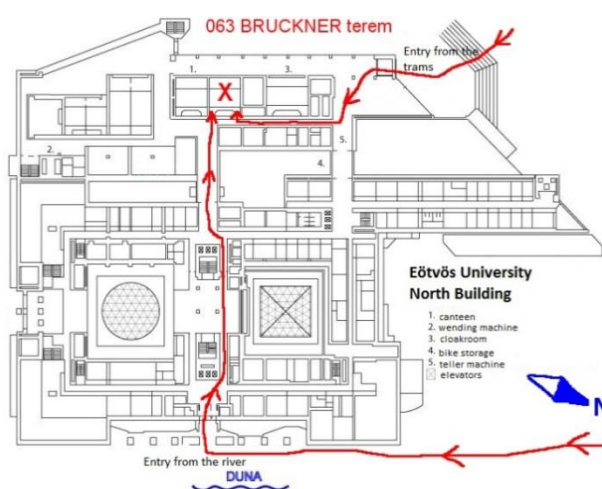 063 BRUCKNER terem
Entry from the
trams
1.
3.
X
5.
2.
4.
Eötvös University
North Building
1. canteen
2. wending machine
3. cloakroom
4. bike storage
5. teller machine
elevators
N
Entry from the river
DUNA